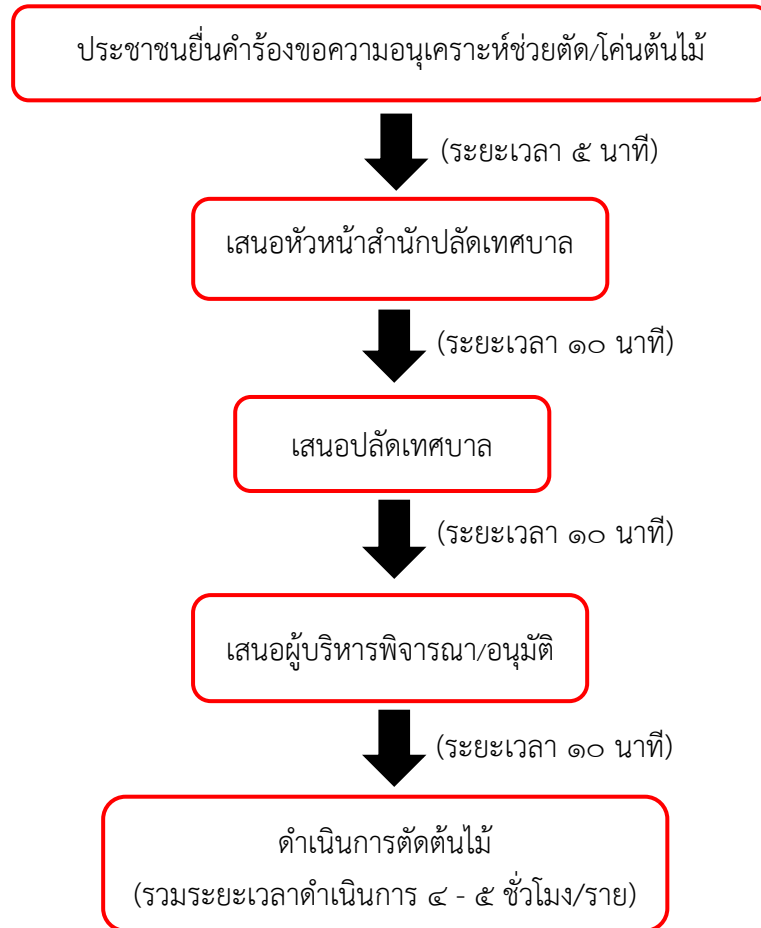 ประชาชนยื่นคำร้องขอความอนุเคราะห์ช่วยตัด/โค่นต้นไม้
(ระยะเวลา ๕ นาที)
เสนอหัวหน้าสำนักปลัดเทศบาล
(ระยะเวลา ๑๐ นาที)
เสนอปลัดเทศบาล
(ระยะเวลา ๑๐ นาที)
เสนอผู้บริหารพิจารณา/อนุมัติ
(ระยะเวลา ๑๐ นาที)
ดำเนินการตัดต้นไม้
(รวมระยะเวลาดำเนินการ ๔ - ๕ ชั่วโมง/ราย)